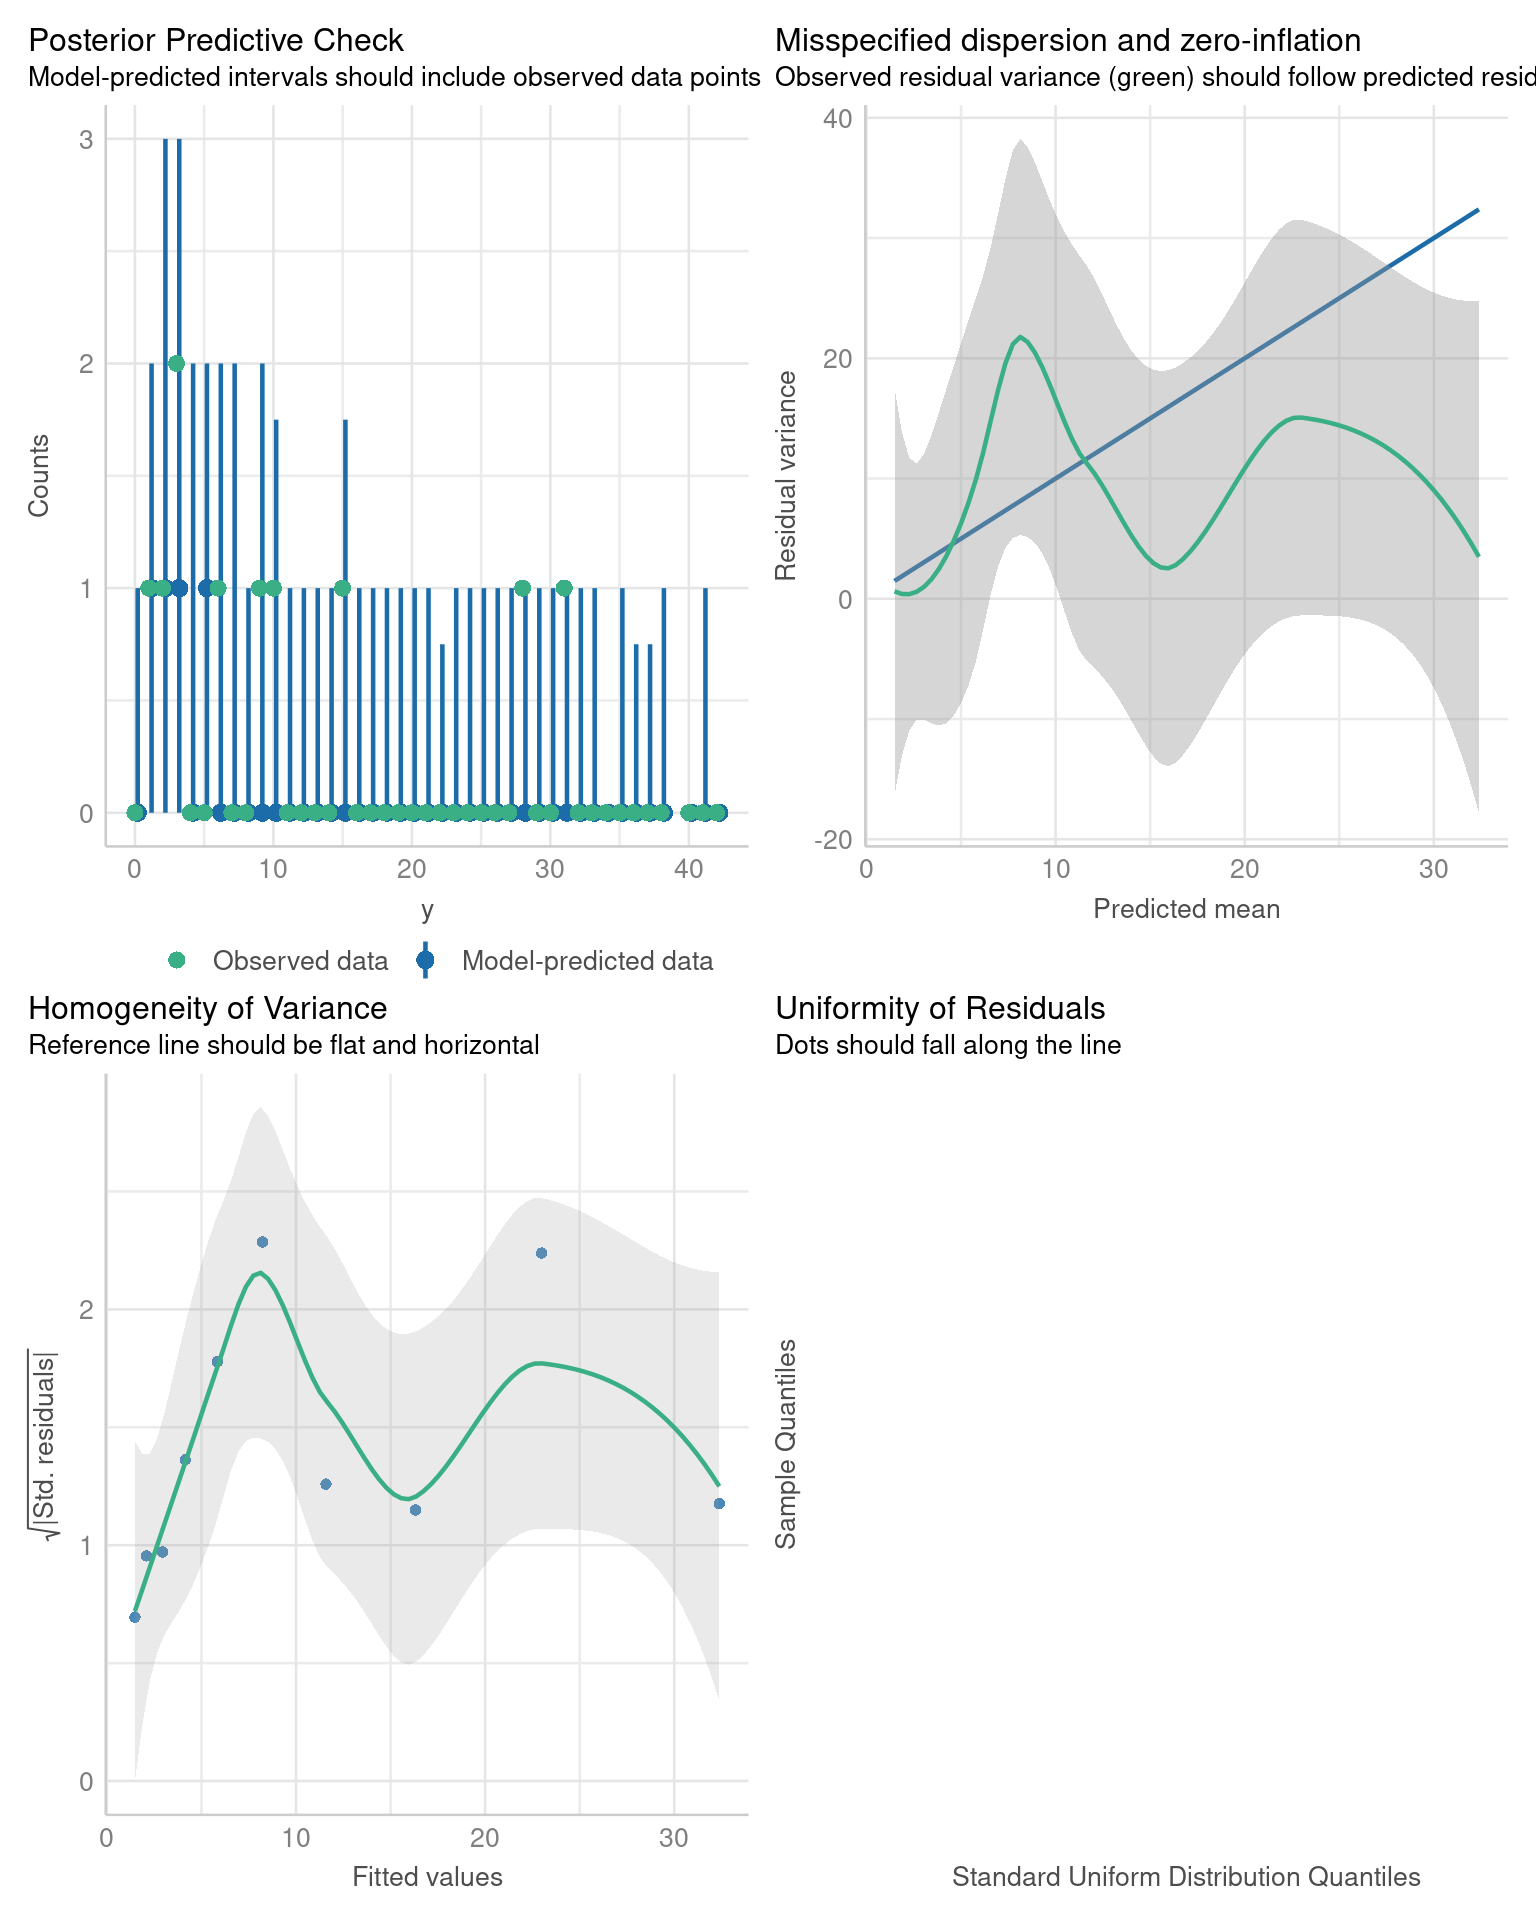 Posterior Predictive Check
Model-predicted intervals should include observed data points
3
2
1
0
Counts
0 10 20 30 40
y
Observed data Model-predicted data
Misspecified dispersion and zero-inflation
Observed residual variance (green) should follow predicted resid
40
20
0
-20
Residual variance
0 10 20 30
Predicted mean
Homogeneity of Variance
Reference line should be flat and horizontal
2
1
0
√|Std. residuals|
0 10 20 30
Fitted values
Uniformity of Residuals
Dots should fall along the line
Sample Quantiles
Standard Uniform Distribution Quantiles